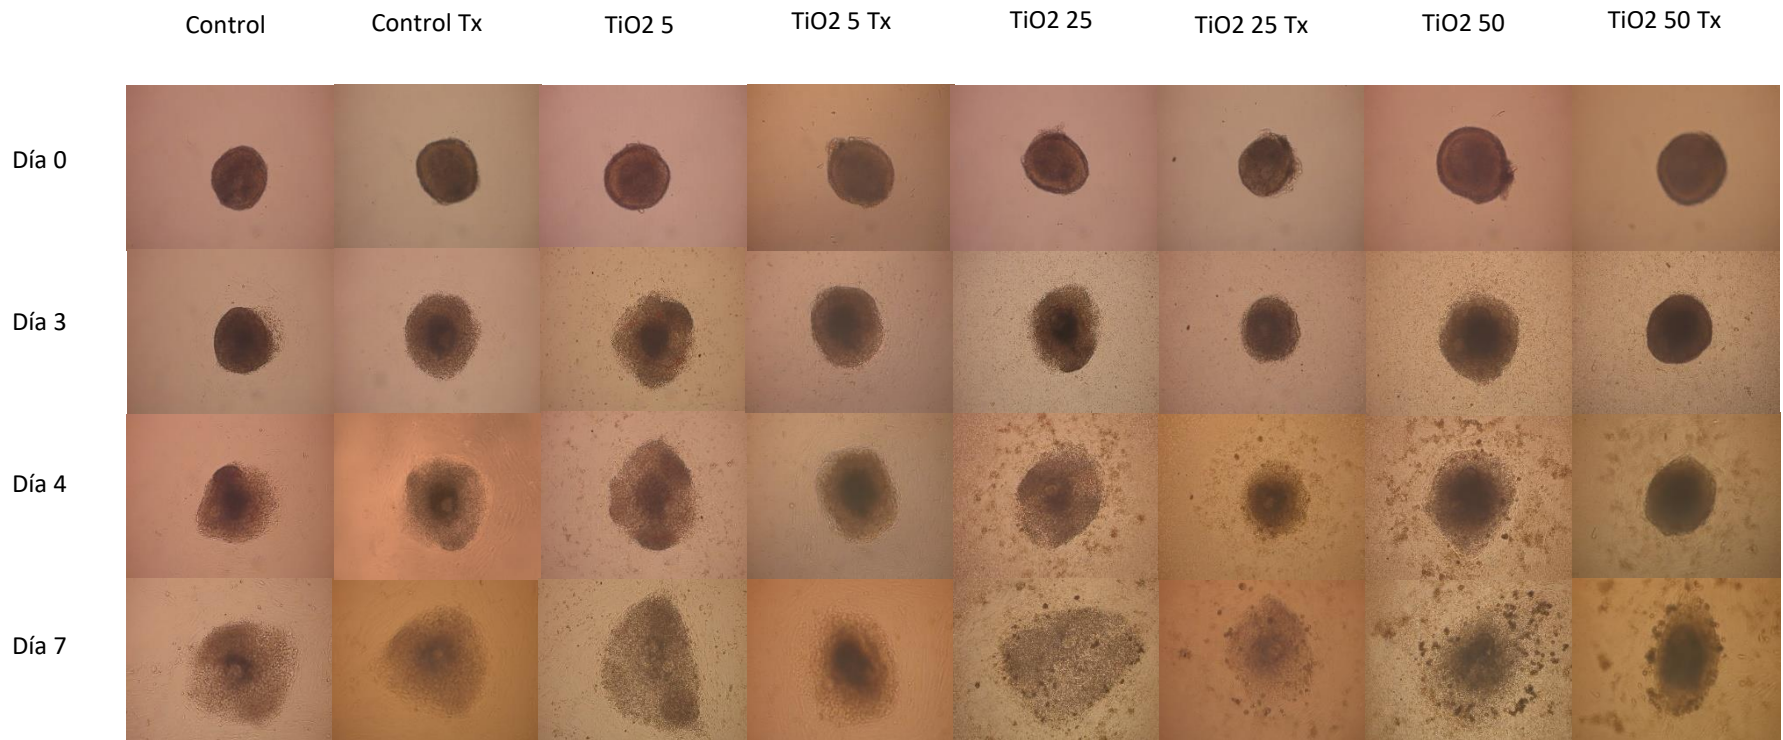 Control Control Tx TiO2 5 TiO2 5 Tx TiO2 25 TiO2 25 Tx TiO2 50 TiO2 50 Tx
Día 0
Día 3
Día 4
Día 7